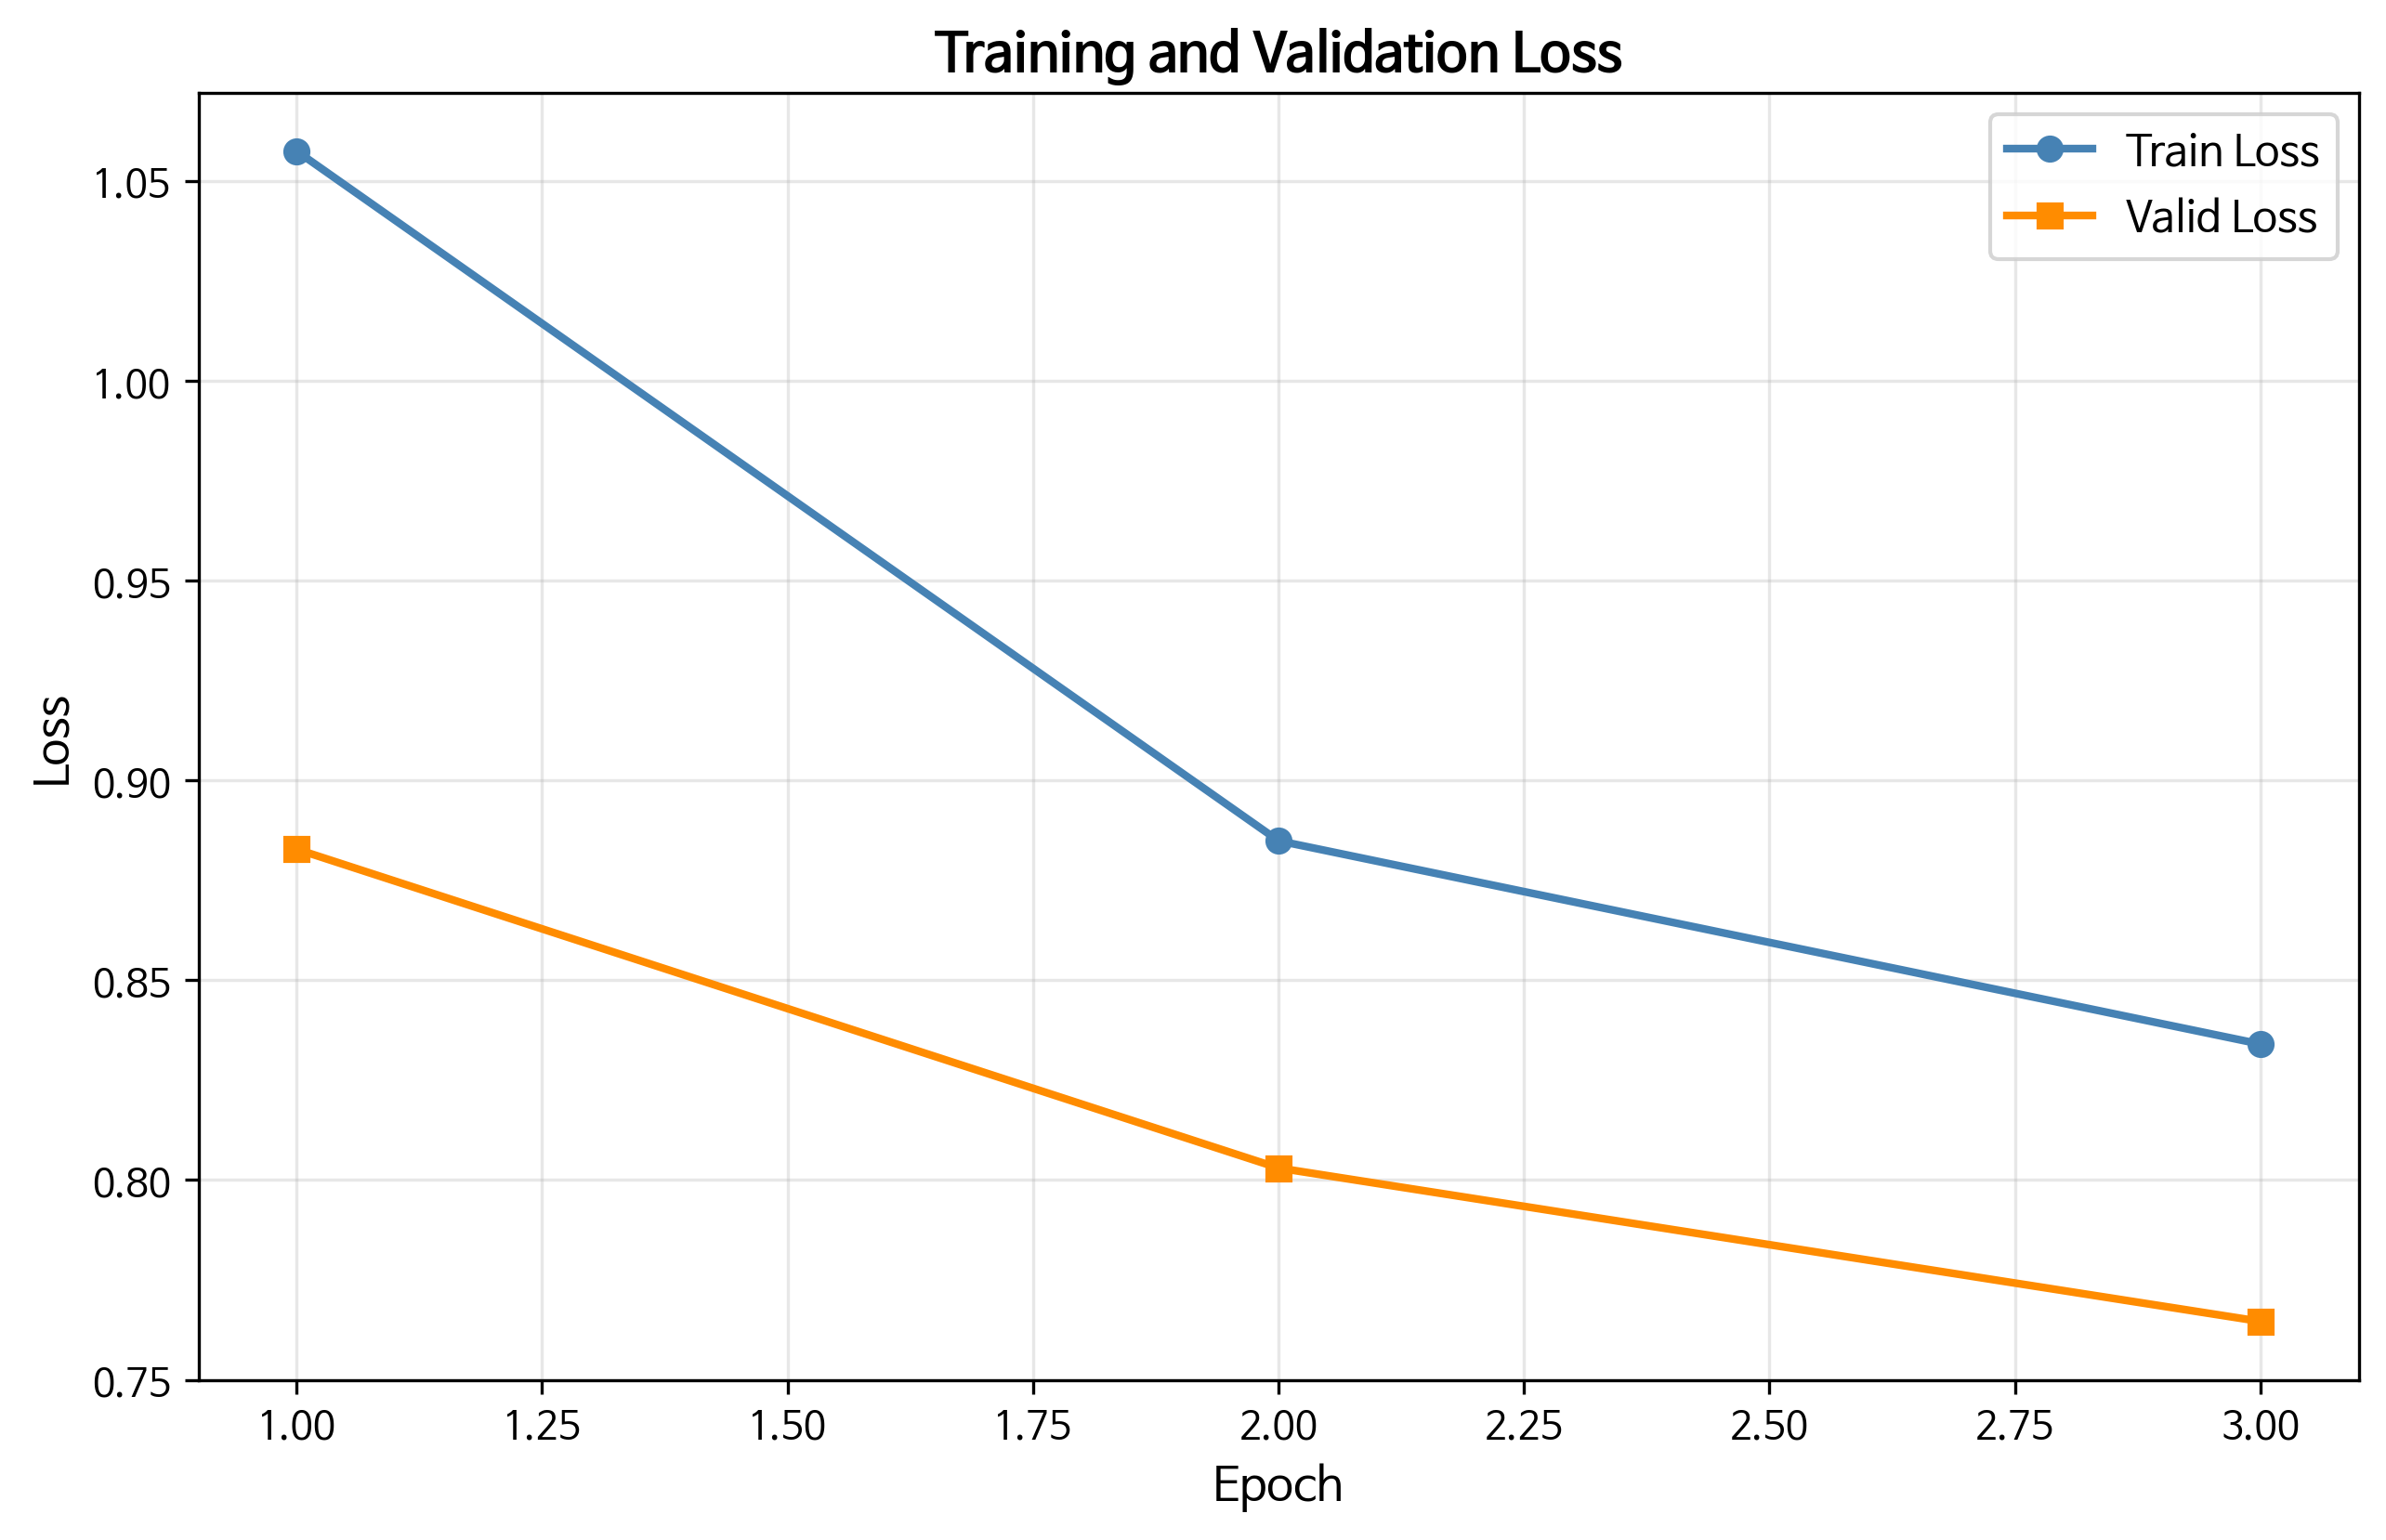 Training and Validation Loss
Train Loss
Valid Loss
1.05
1.00
0.95
0.90
0.85
0.80
0.75
Loss
1.00 1.25 1.50 1.75 2.00 2.25 2.50 2.75 3.00
Epoch